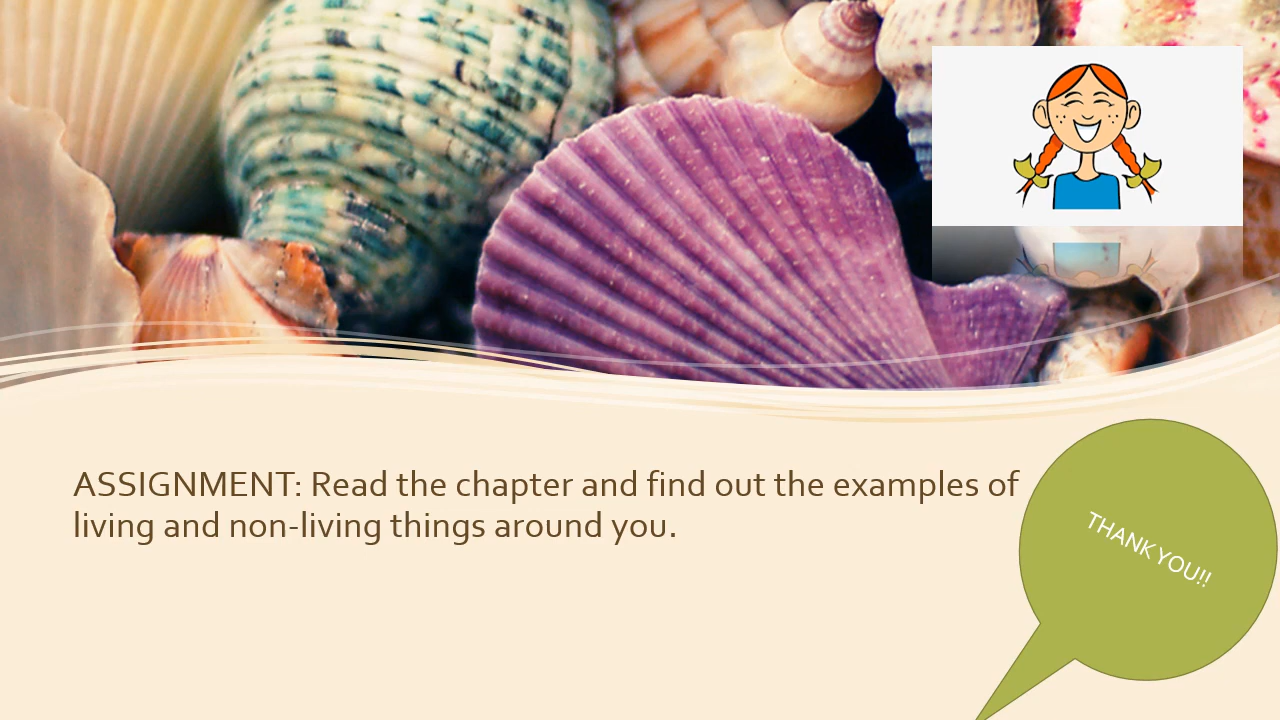 ASSIGNMENT: Read the chapter and find out the examples of
living and non-living things around you.
THANK YOU!!